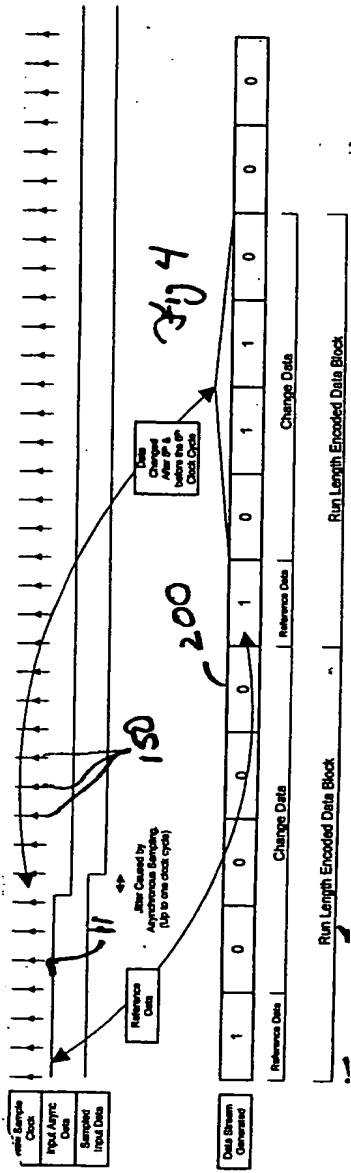 Sample
Clock
Input Async
Data
Sampled
Input Data
11
150
Reference
Data
Jitter Caused by
Asynchronous Sampling
(Up to one clock cycle)
Data
Changed
After &
before the
Clock Cycle
Fig 4
200
Data Stream
Generated
1 0 0 0 0 1 0 1 1 0 0 0
Reference Data Change Data Reference Data Change Data
Run Length Encoded Data Block Run Length Encoded Data Block